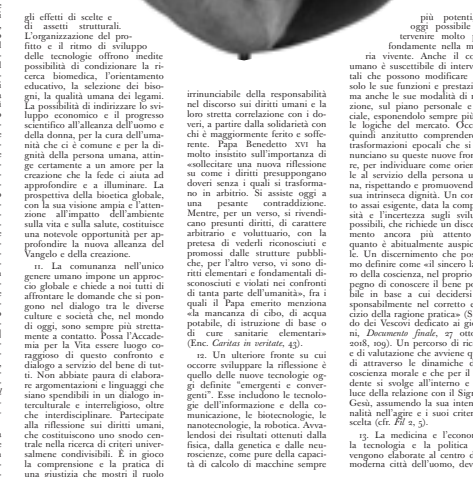 gli effetti di scelte e
di assetti strutturali.
L'organizzazione del pro-
fitto e il ritmo di sviluppo
delle tecnologie offrono inedite
possibilità di condizionare la ri-
cerca biomedica, l'orientamento
educativo, la selezione dei biso-
gni, la qualità umana dei legami.
La possibilità di indirizzare lo svi-
luppo economico e il progresso
scientifico all'alleanza dell'uomo e
della donna, per la cura dell'uma-
nità che ci è comune e per la di-
gnità della persona umana, attin-
ge certamente a un amore per la
creazione che la fede ci aiuta ad
approfondire e a illuminare. La
prospettiva della bioetica globale,
con la sua visione ampia e l'atten-
zione all'impatto dell'ambiente
sulla vita e sulla salute, costituisce
una notevole opportunità per ap-
profondire la nuova alleanza del
Vangelo e della creazione.
11. La comunanza nell'unico
genere umano impone un approc-
cio globale e chiede a noi tutti di
affrontare le domande che si pon-
gono nel dialogo tra le diverse
culture e società che, nel mondo
di oggi, sono sempre più stretta-
mente a contatto. Possa l'Accade-
mia per la Vita essere luogo co-
raggioso di questo confronto e
dialogo a servizio del bene di tut-
ti. Non abbiate paura di elabora-
re argomentazioni e linguaggi che
siano spendibili in un dialogo in-
terculturale e interreligioso, oltre
che interdisciplinare. Partecipate
alla riflessione sui diritti umani,
che costituiscono uno snodo cen-
trale nella ricerca di criteri univer-
salmente condivisibili. È in gioco
la comprensione e la pratica di
una giustizia che mostri il ruolo
irrinunciabile della responsabilità
nel discorso sui diritti umani e la
loro stretta correlazione con i do-
veri, a partire dalla solidarietà con
chi è maggiormente ferito e soffe-
rente. Papa Benedetto XVI ha
molto insistito sull'importanza di
«sollecitare una nuova riflessione
su come i diritti presuppongano
doveri senza i quali si trasforma-
no in arbitrio. Si assiste oggi a
una pesante contraddizione.
Mentre, per un verso, si rivendi-
cano presunti diritti, di carattere
arbitrario e voluttuario, con la
pretesa di vederli riconosciuti e
promossi dalle strutture pubbli-
che, per l'altro verso, vi sono di-
ritti elementari e fondamentali di-
sconosciuti e violati nei confronti
di tanta parte dell'umanità», fra i
quali il Papa emerito menziona
«la mancanza di cibo, di acqua
potabile, di istruzione di base o
di cure sanitarie elementari»
(Enc. Caritas in veritate, 43).
12. Un ulteriore fronte su cui
occorre sviluppare la riflessione è
quello delle nuove tecnologie og-
gi definite "emergenti e conver-
genti". Esse includono le tecnolo-
gie dell'informazione e della co-
municazione, le biotecnologie, le
nanotecnologie, la robotica. Avva-
lendosi dei risultati ottenuti dalla
fisica, dalla genetica e dalle neu-
roscienze, come pure della capaci-
tà di calcolo di macchine sempre
più potenti
oggi possibile
tervenire molto
fondamente nella m
ria vivente. Anche il co
umano è suscettibile di interv
tali che possono modificare
solo le sue funzioni e prestazi
ma anche le sue modalità di r
zione, sul piano personale e
ciale, esponendolo sempre più
le logiche del mercato. Occ
quindi anzitutto comprendere
trasformazioni epocali che si
nunciano su queste nuove fron
re, per individuare come orien
le al servizio della persona u
na, rispettando e promuovendo
sua intrinseca dignità. Un con
to assai esigente, data la comp
sità e l'incertezza sugli svilu
possibili, che richiede un disce
mento ancora più attento
quanto è abitualmente auspic
le. Un discernimento che pos
mo definire come «il sincero la
ro della coscienza, nel proprio
pegno di conoscere il bene po
bile in base a cui decidersi
sponsabilmente nel corretto e
cizio della ragione pratica» (S
do dei Vescovi dedicato ai gio
ni, Documento finale, 27 otto
2018, 109). Un percorso di ric
e di valutazione che avviene q
di attraverso le dinamiche d
coscienza morale e che per il
dente si svolge all'interno e
luce della relazione con il Sign
Gesù, assumendo la sua inten
nalità nell'agire e i suoi criter
scelta (cfr. Fil 2, 5).
13. La medicina e l'econom
la tecnologia e la politica
vengono elaborate al centro d
moderna città dell'uomo, dev